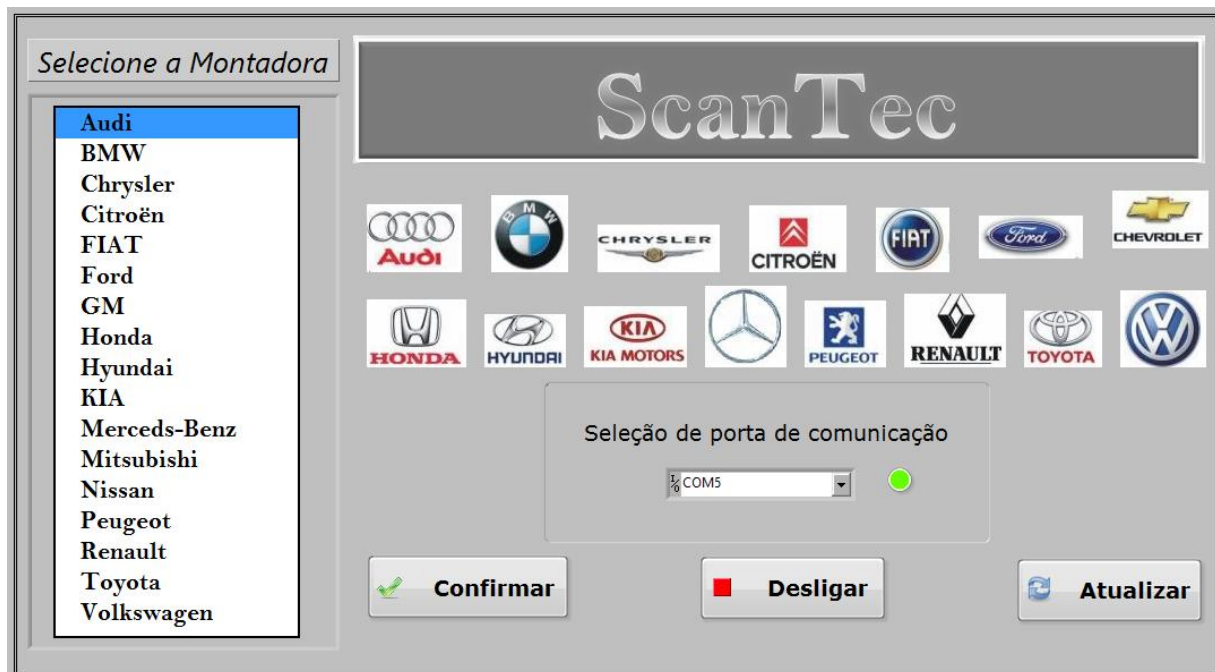 Selecione a Montadora
Audi
BMW
Chrysler
Citroën
FIAT
Ford
GM
Honda
Hyundai
KIA
Merceds-Benz
Mitsubishi
Nissan
Peugeot
Renault
Toyota
Volkswagen
ScanTec
Audi
BMW
CHRYSLER
CITROËN
FIAT
Ford
CHEVROLET
HONDA
HYUNDAI
KIA
KIA MOTORS
PEUGEOT
RENAULT
TOYOTA
VW
Seleção de porta de comunicação
I/O COM5
Confirmar
Desligar
Atualizar